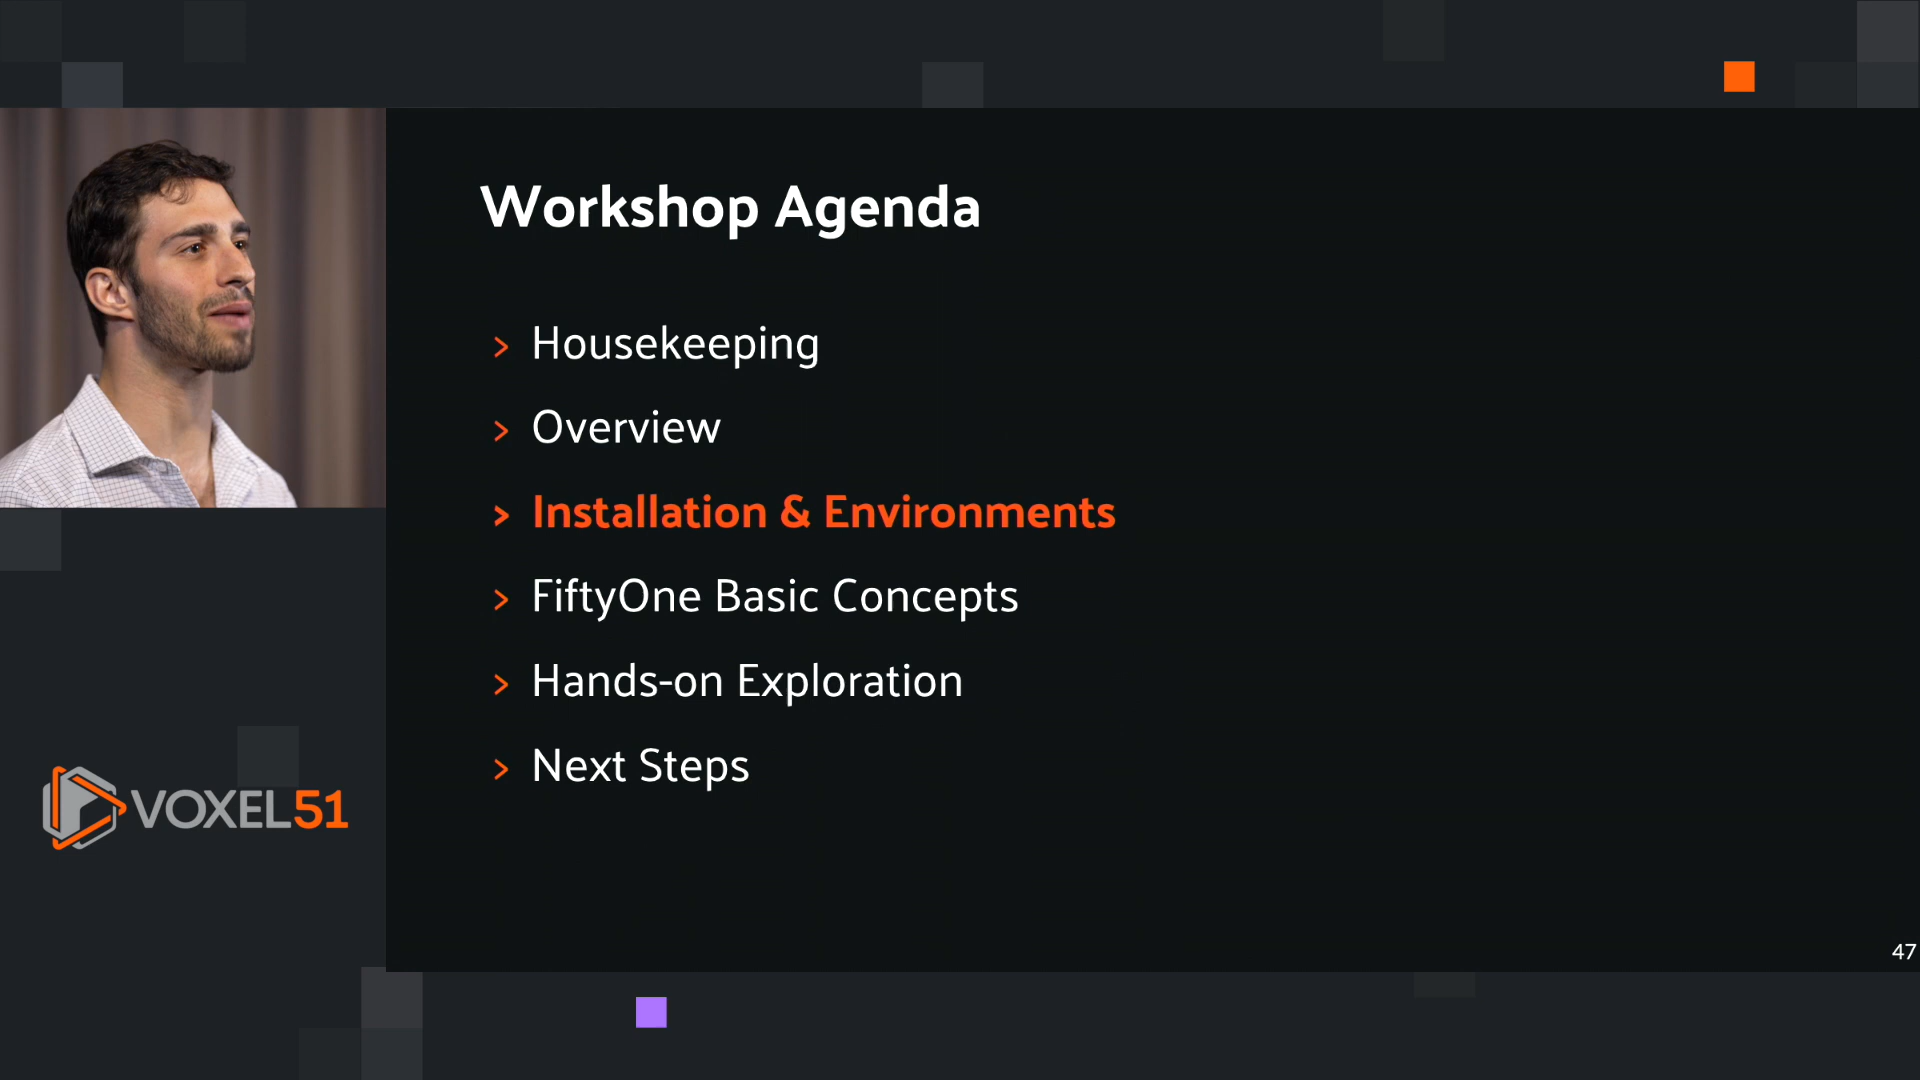 Workshop Agenda
> Housekeeping
> Overview
> Installation & Environments
> FiftyOne Basic Concepts
> Hands-on Exploration
> Next Steps
VOXEL51
47